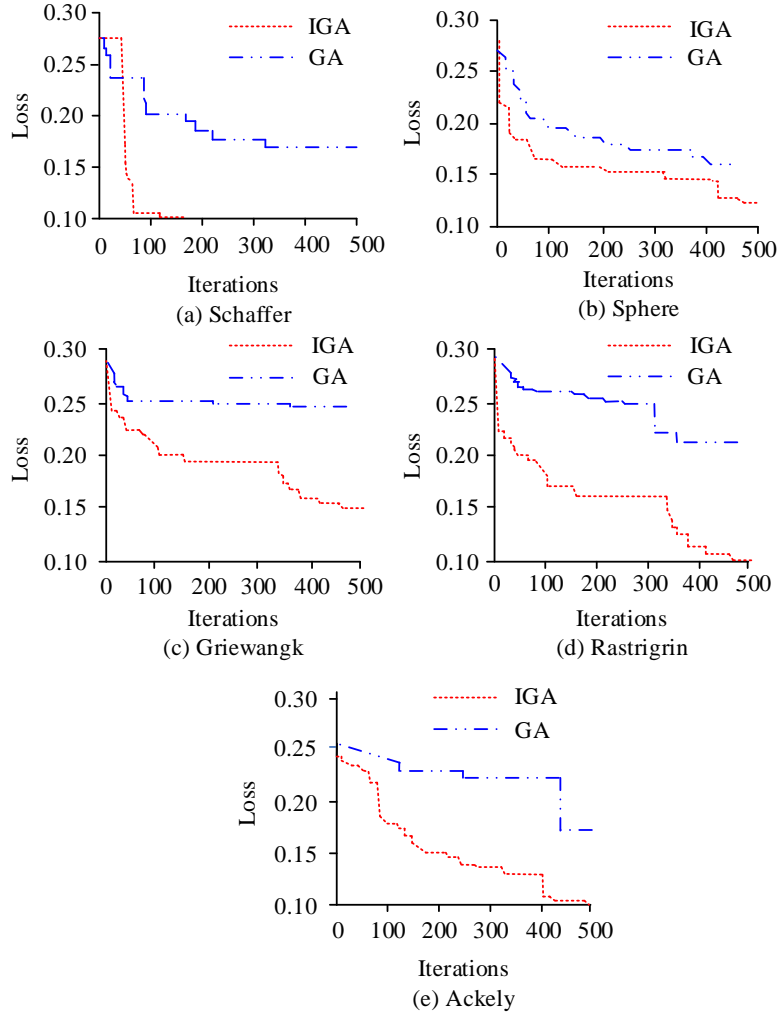 0.30
0.25
0.20
0.15
0.10
Loss
IGA
GA
0
100
200
300
400
500
Iterations
(a) Schaffer
0.30
0.25
0.20
0.15
0.10
Loss
IGA
GA
0
100
200
300
400
500
Iterations
(b) Sphere
0.30
0.25
0.20
0.15
0.10
Loss
IGA
GA
0
100
200
300
400
500
Iterations
(c) Griewangk
0.30
0.25
0.20
0.15
0.10
Loss
IGA
GA
0
100
200
300
400
500
Iterations
(d) Rastrigrin
0.30
0.25
0.20
0.15
0.10
Loss
IGA
GA
0
100
200
300
400
500
Iterations
(e) Ackely